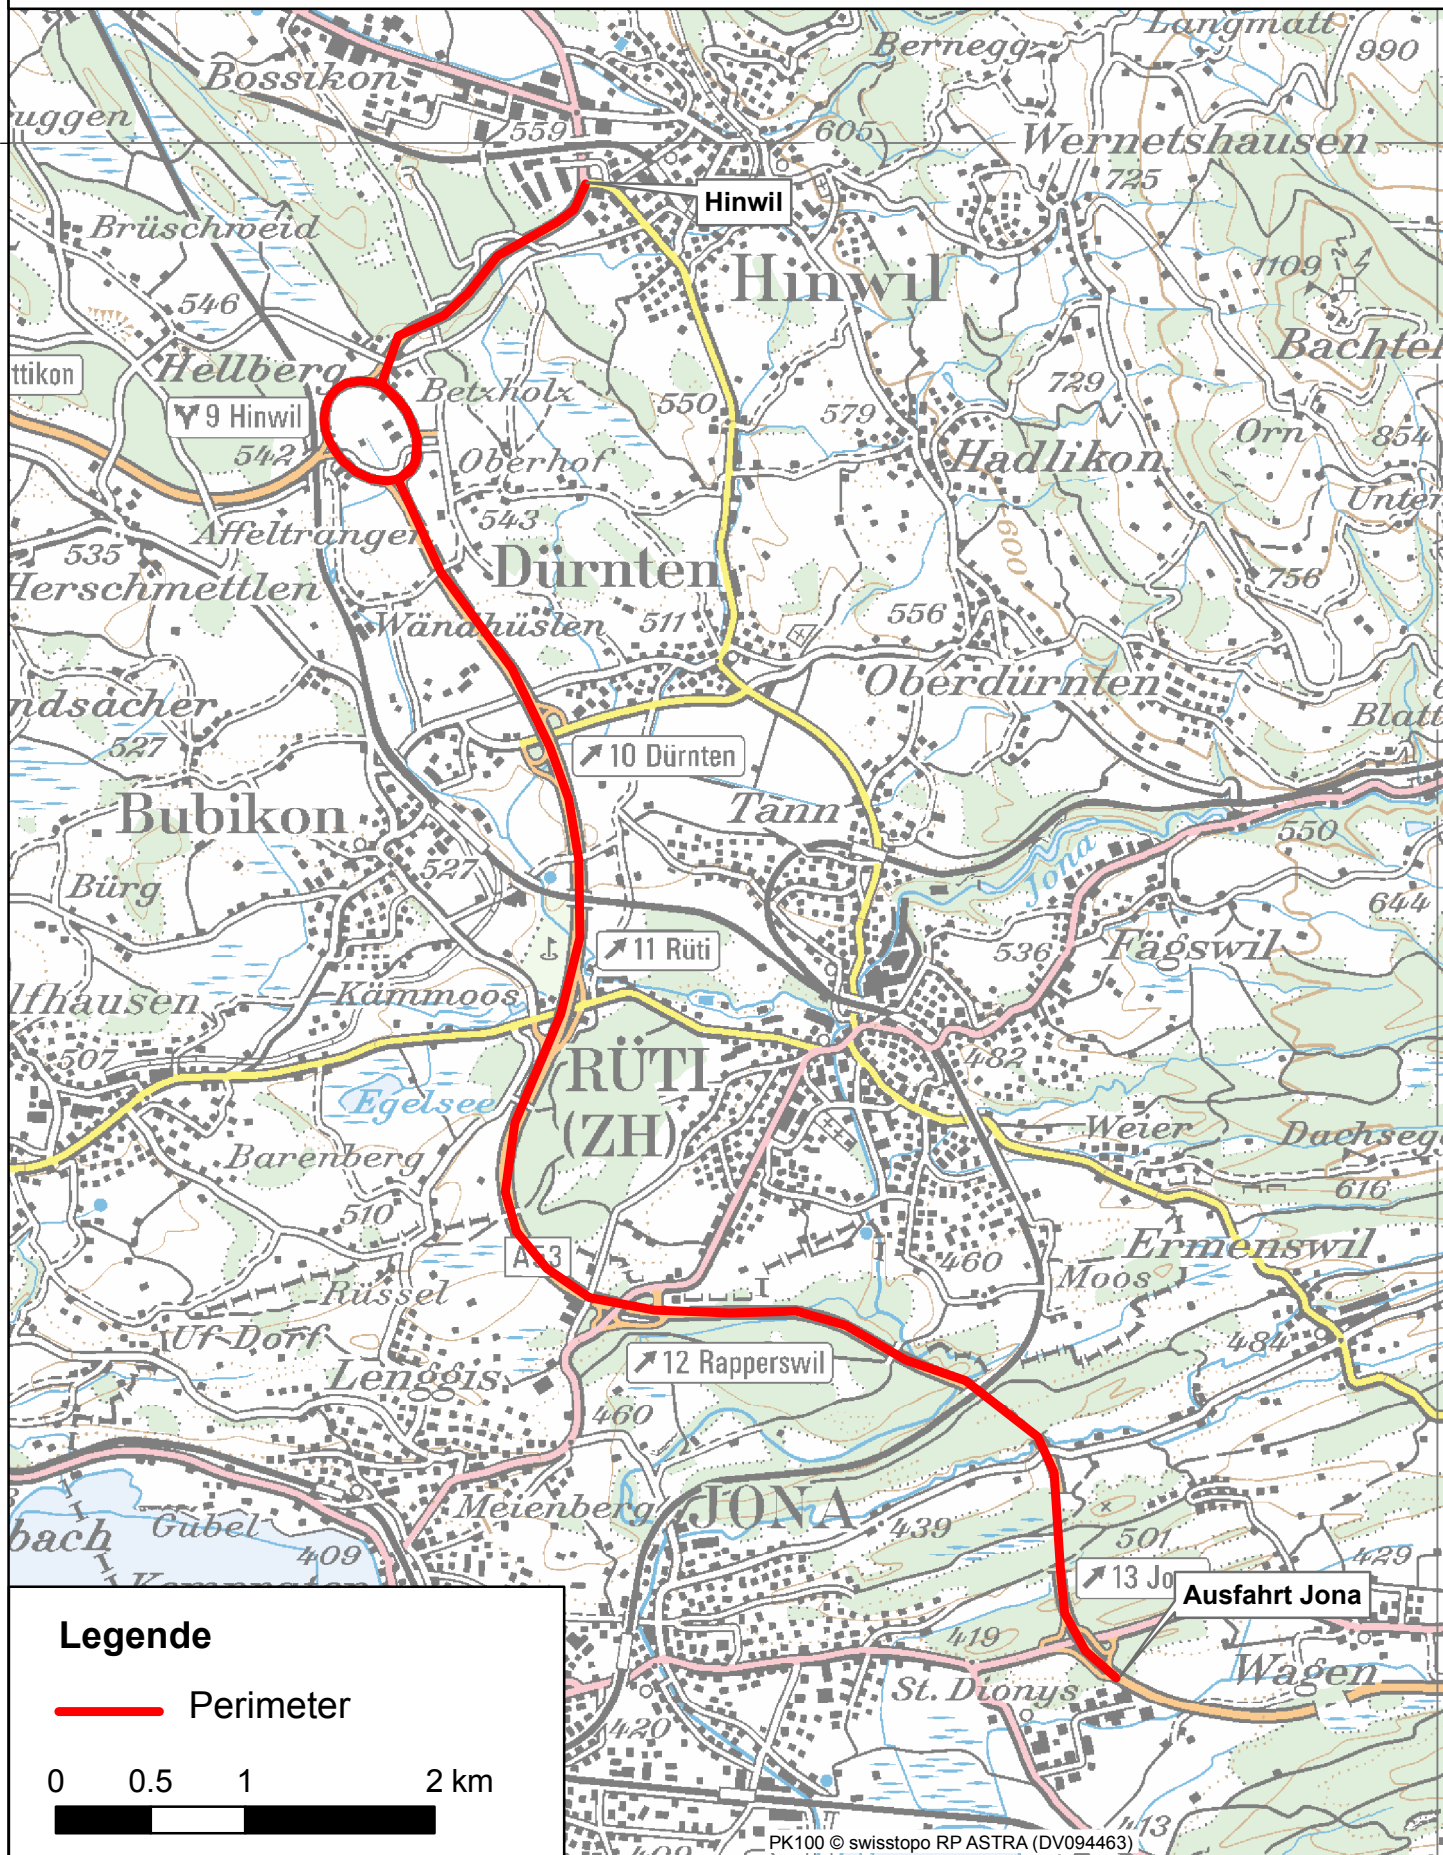 Langmatt
Bernegg
990
Bossikon
uggen
559
605
Wernetshausen
725
Hinwil
Brüschweid
Hinwil
1109
546
Bachtel
Hellberg
ttikon
Betzholz
729
9 Hinwil
550
579
Orn
854
542
Oberhof
Hadlikon
Unter
543
Affeltrangen
535
Dürnten
600
756
Herschmettlen
Wändhüslen
511
556
Oberdürnten
ndsacher
Blatt
527
10 Dürnten
Bubikon
Tann
550
Jona
527
Bürg
644
536
Fägswil
11 Rüti
lfhausen
Kämmoos
507
RÜTI
(ZH)
482
Egelsee
Weier
Dachseg
Barenberg
616
510
Ermenswil
A53
460
Moos
Rüssel
Uf Dorf
484
12 Rapperswil
Lenggis
460
Meienberg
JONA
439
501
bach
Gubel
409
429
13 Jo
Ausfahrt Jona
419
Wagen
St. Dionys
420
413
Legende
Perimeter
0 0.5 1 2 km
PK100 © swisstopo RP ASTRA (DV094463)